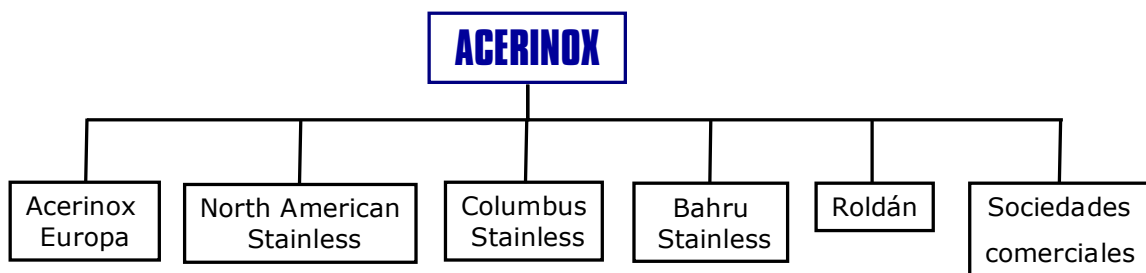 ACERINOX
Acerinox
Europa
North American
Stainless
Columbus
Stainless
Bahru
Stainless
Roldán
Sociedades
comerciales